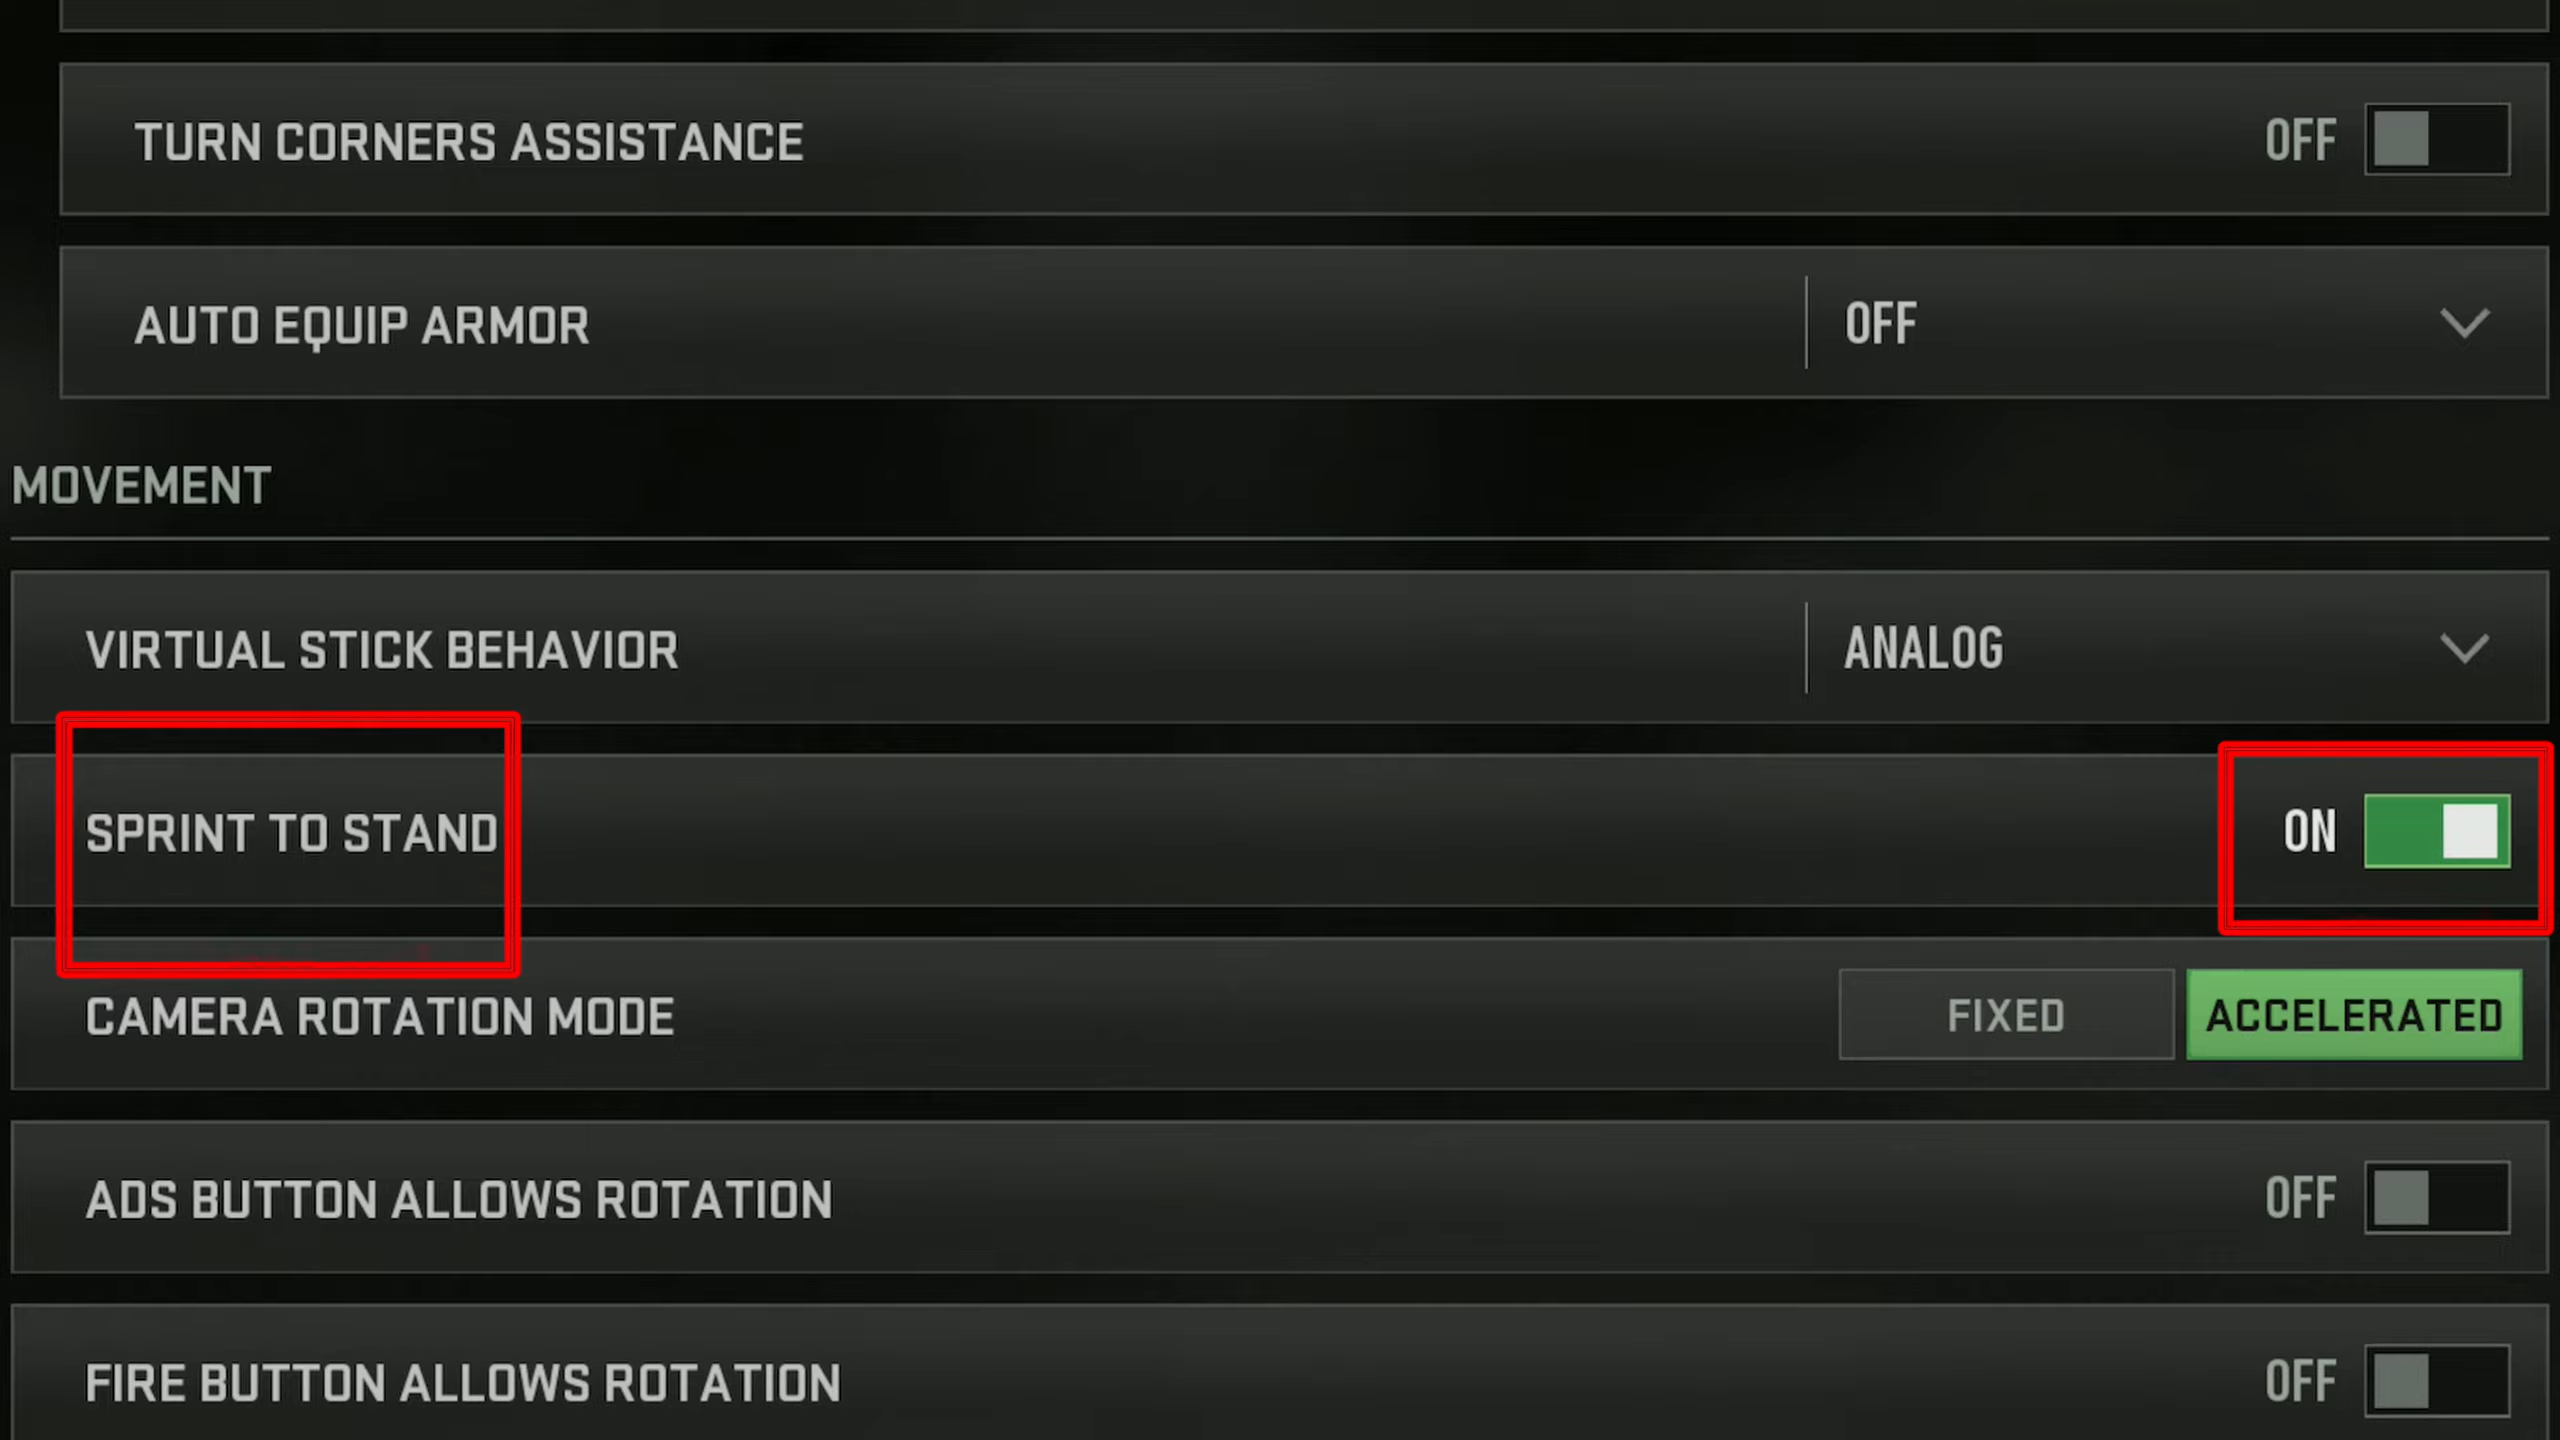 TURN CORNERS ASSISTANCE OFF
AUTO EQUIP ARMOR OFF
MOVEMENT
VIRTUAL STICK BEHAVIOR ANALOG
SPRINT TO STAND ON
CAMERA ROTATION MODE FIXED ACCELERATED
ADS BUTTON ALLOWS ROTATION OFF
FIRE BUTTON ALLOWS ROTATION OFF